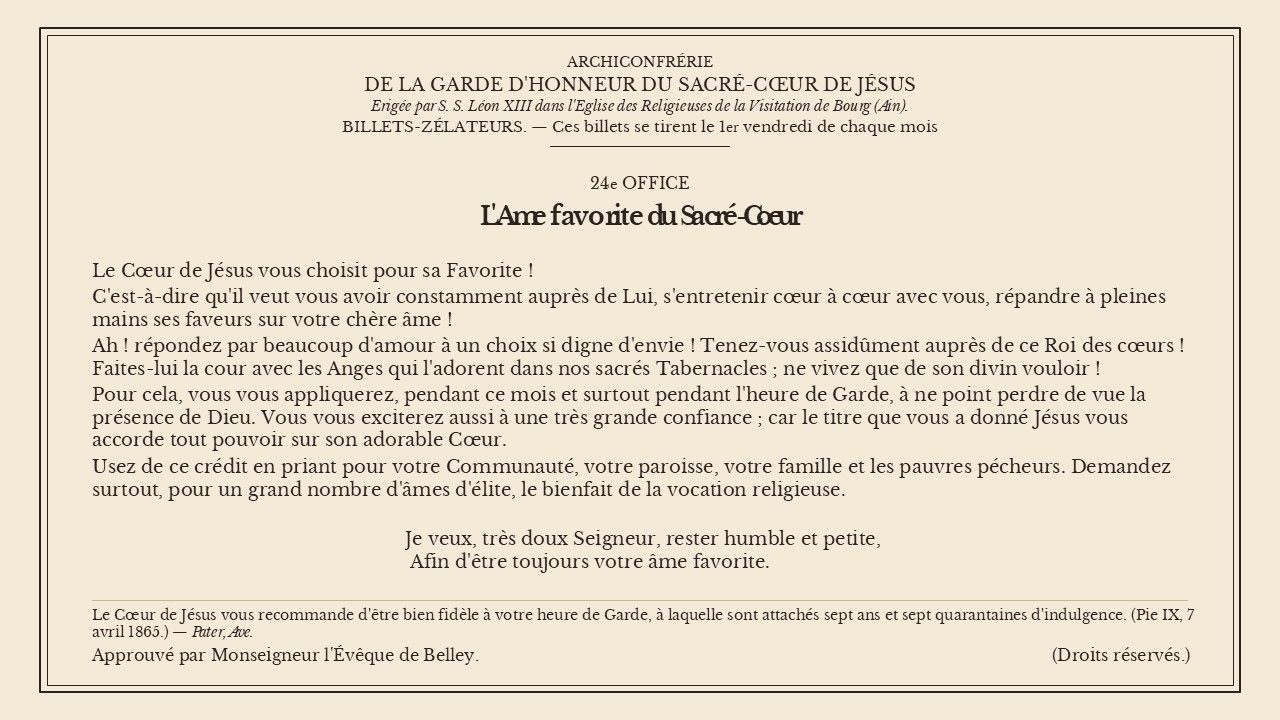 ARCHICONFRÉRIE
DE LA GARDE D'HONNEUR DU SACRÉ-CŒUR DE JÉSUS
Erigée par S. S. Léon XIII dans l'Eglise des Religieuses de la Visitation de Bourg (Ain).
BILLETS-ZÉLATEURS. — Ces billets se tirent le 1er vendredi de chaque mois
24e OFFICE
L'Ame favorite du Sacré-Cœur
Le Cœur de Jésus vous choisit pour sa Favorite !
C'est-à-dire qu'il veut vous avoir constamment auprès de Lui, s'entretenir cœur à cœur avec vous, répandre à pleines
mains ses faveurs sur votre chère âme !
Ah ! répondez par beaucoup d'amour à un choix si digne d'envie ! Tenez-vous assidûment auprès de ce Roi des cœurs !
Faites-lui la cour avec les Anges qui l'adorent dans nos sacrés Tabernacles ; ne vivez que de son divin vouloir !
Pour cela, vous vous appliquerez, pendant ce mois et surtout pendant l'heure de Garde, à ne point perdre de vue la
présence de Dieu. Vous vous exciterez aussi à une très grande confiance ; car le titre que vous a donné Jésus vous
accorde tout pouvoir sur son adorable Cœur.
Usez de ce crédit en priant pour votre Communauté, votre paroisse, votre famille et les pauvres pécheurs. Demandez
surtout, pour un grand nombre d'âmes d'élite, le bienfait de la vocation religieuse.
Je veux, très doux Seigneur, rester humble et petite,
Afin d'être toujours votre âme favorite.
Le Cœur de Jésus vous recommande d'être bien fidèle à votre heure de Garde, à laquelle sont attachés sept ans et sept quarantaines d'indulgence. (Pie IX, 7
avril 1865.) — Pater, Ave.
Approuvé par Monseigneur l'Évêque de Belley. (Droits réservés.)